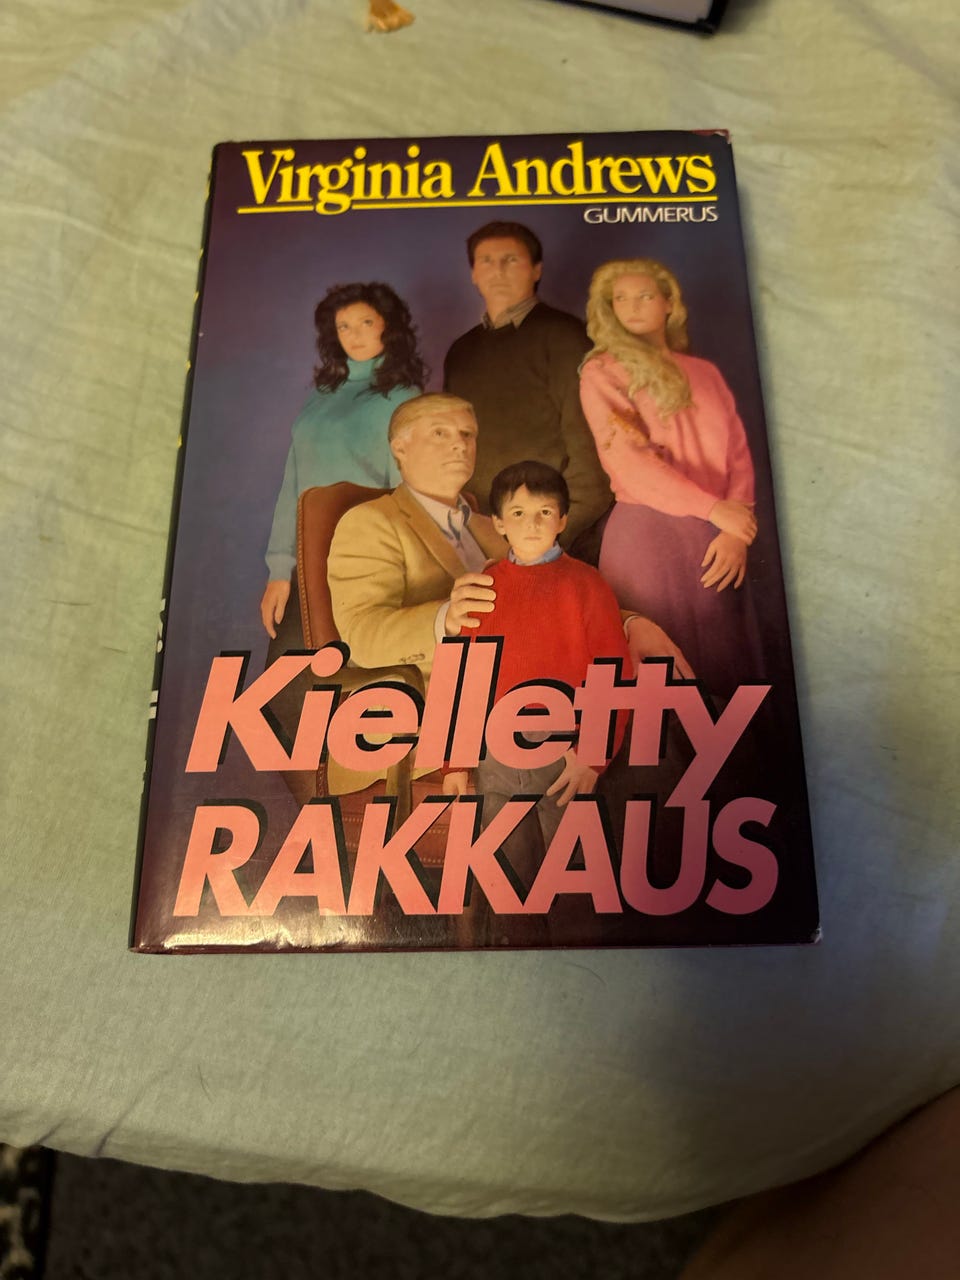 Virginia Andrews
GUMMERUS
Kielletty
RAKKAUS